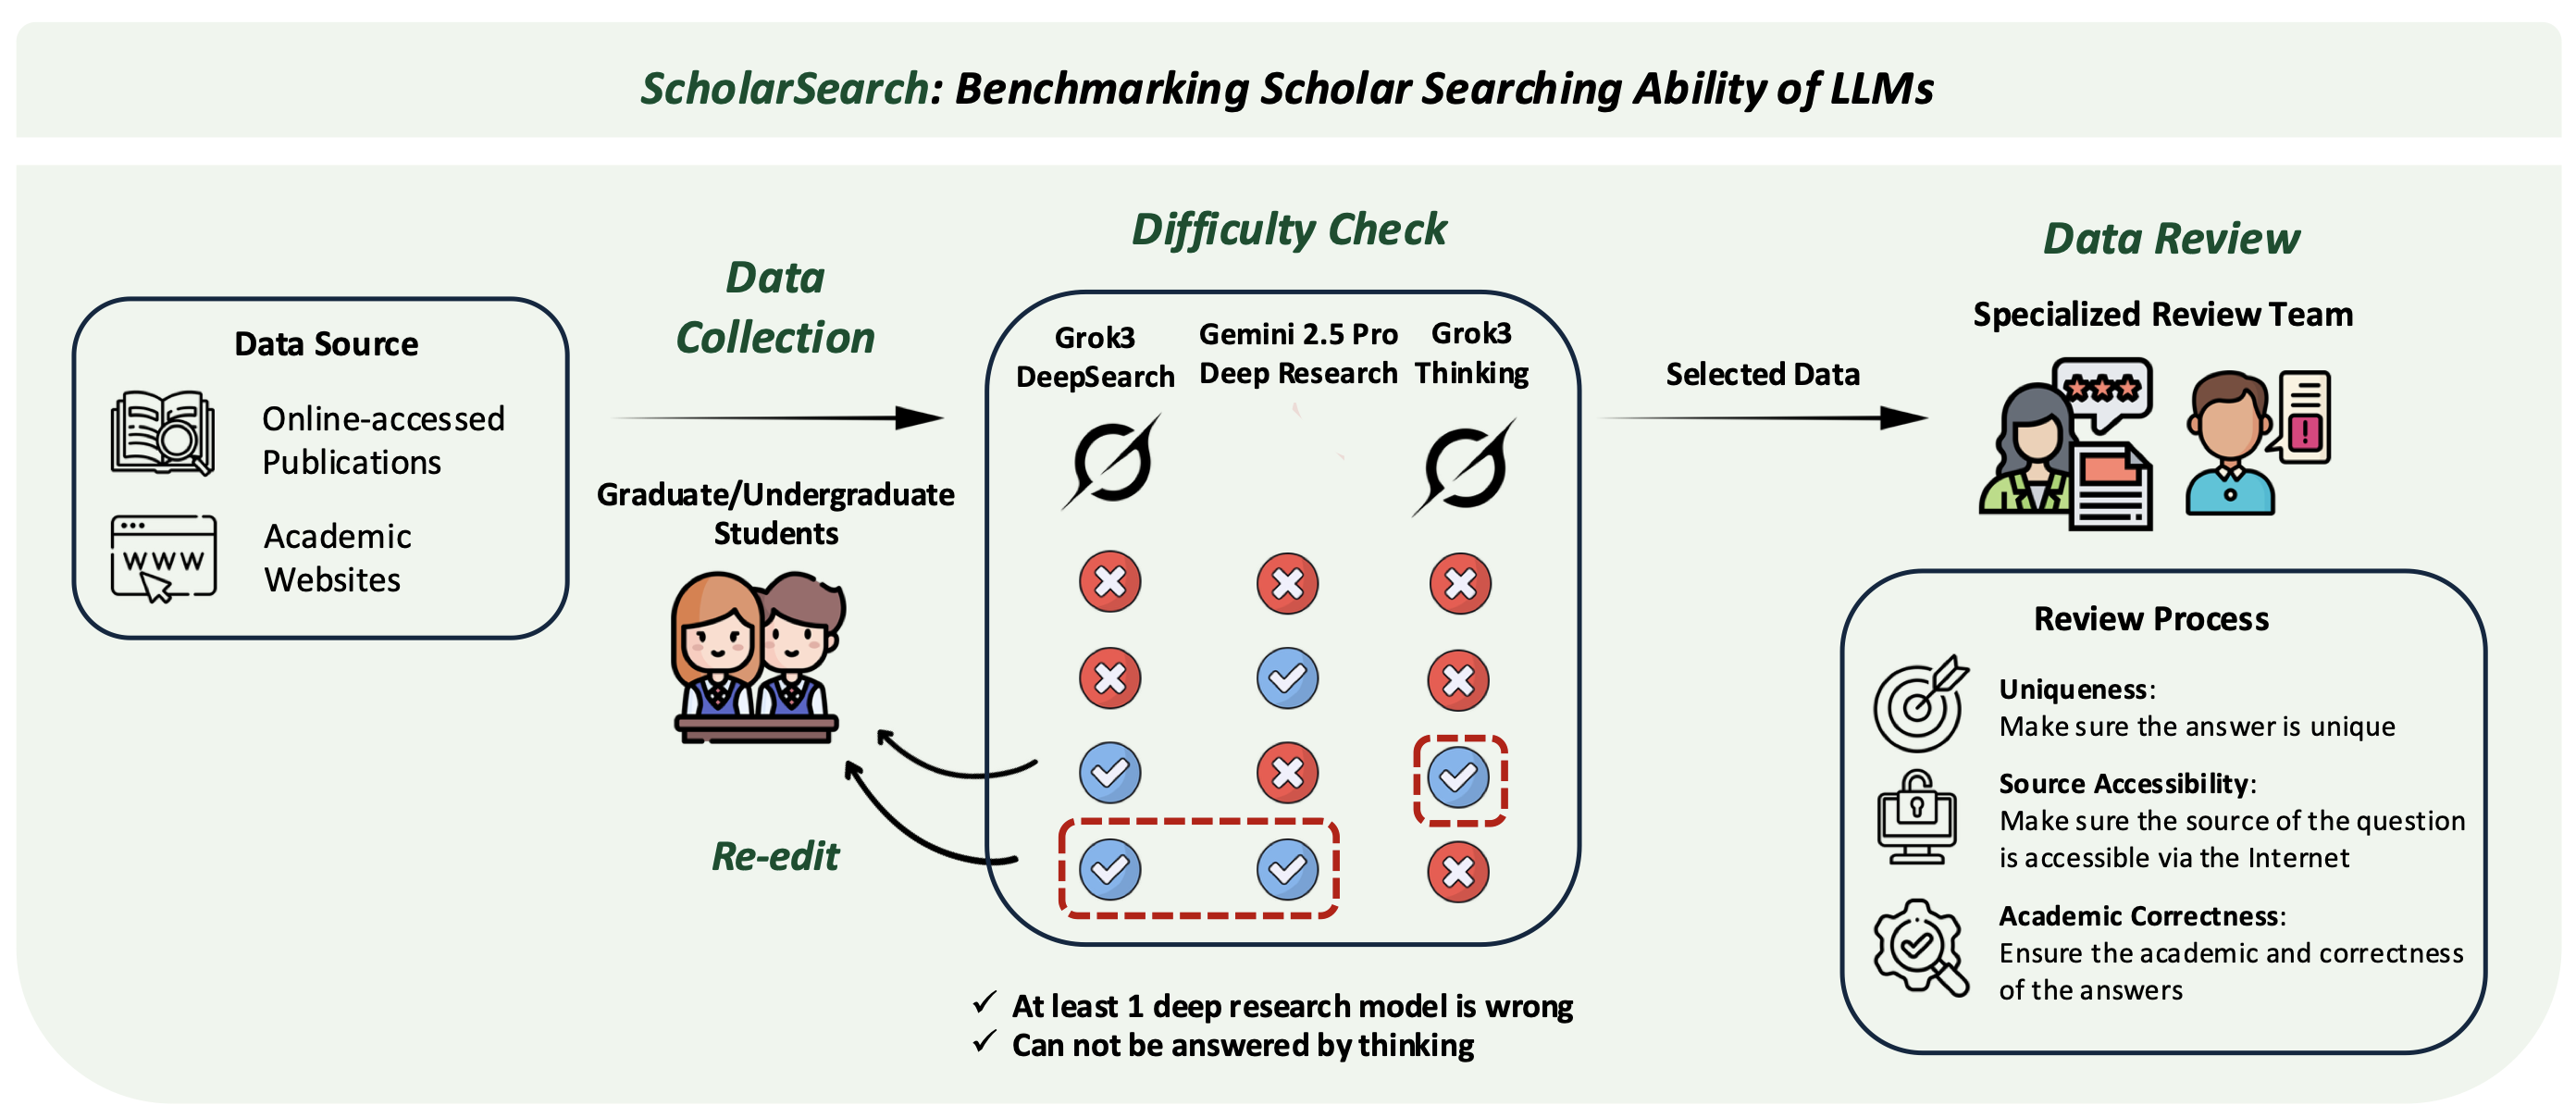 ScholarSearch: Benchmarking Scholar Searching Ability of LLMs
Data Source
Online-accessed
Publications
WWW
Academic
Websites
Data
Collection
Graduate/Undergraduate
Students
Re-edit
Difficulty Check
Grok3
DeepSearch
Gemini 2.5 Pro
Deep Research
Grok3
Thinking
✓ At least 1 deep research model is wrong
✓ Can not be answered by thinking
Selected Data
Data Review
Specialized Review Team
!
Review Process
Uniqueness:
Make sure the answer is unique
Source Accessibility:
Make sure the source of the question
is accessible via the Internet
Academic Correctness:
Ensure the academic and correctness
of the answers